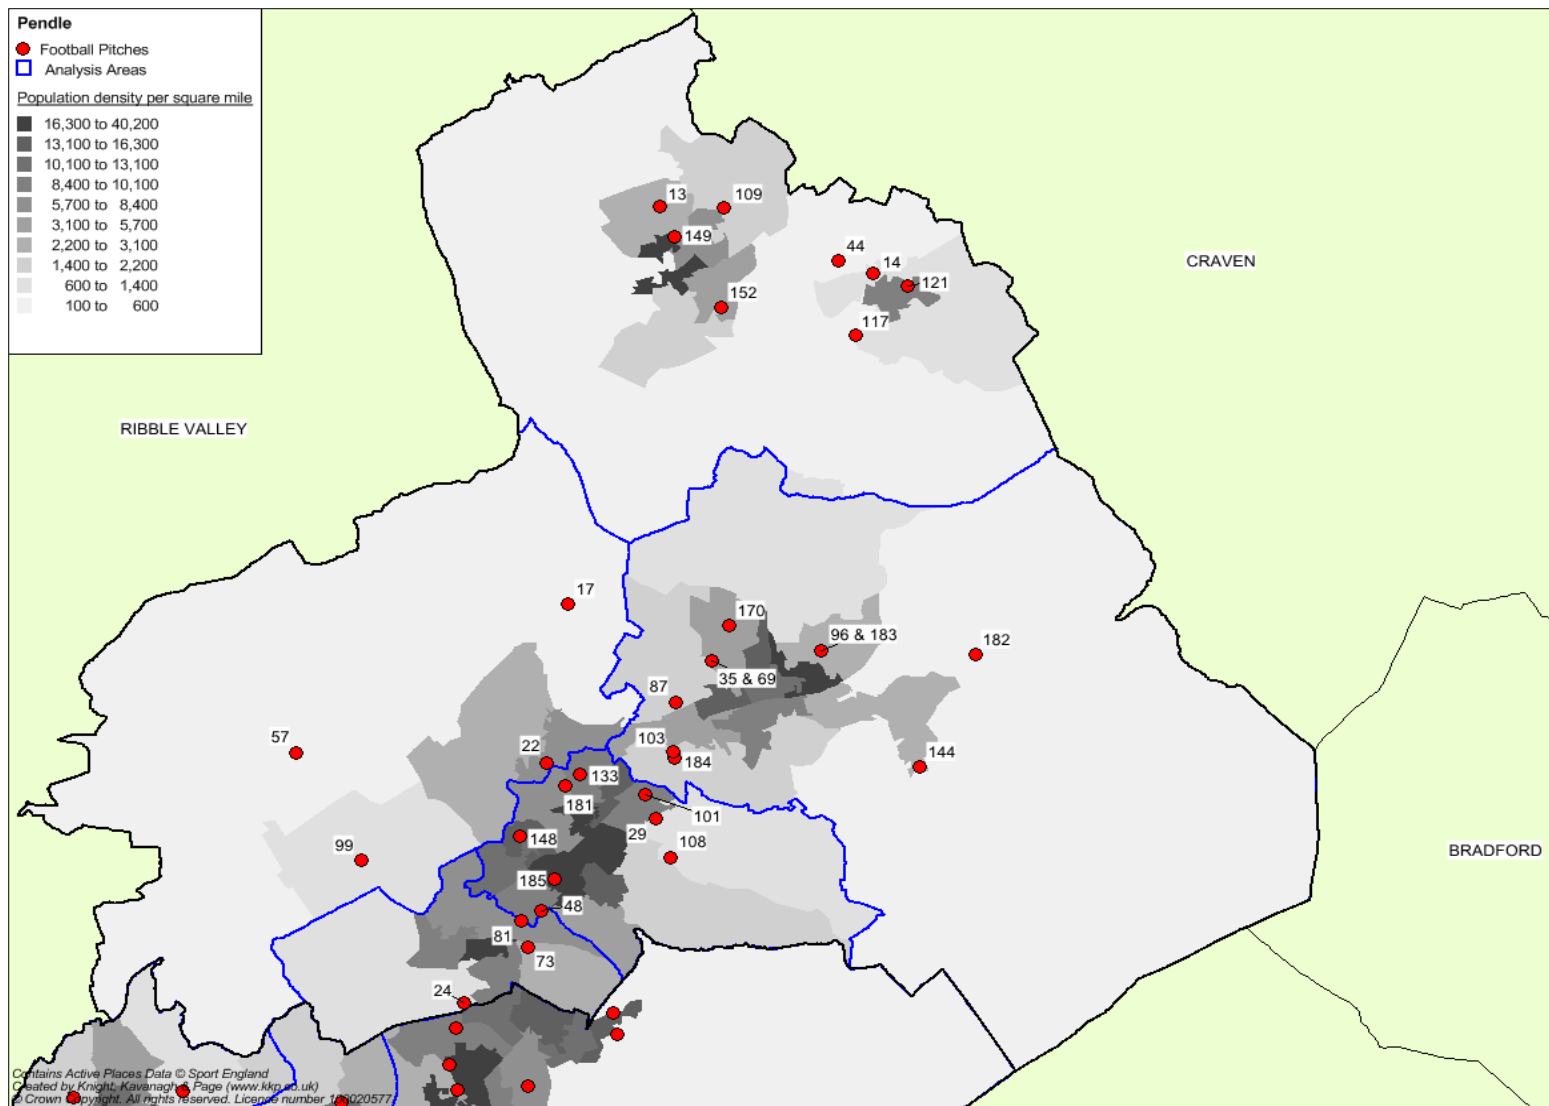 Pendle
Football Pitches
Analysis Areas
Population density per square mile
16,300 to 40,200
13,100 to 16,300
10,100 to 13,100
8,400 to 10,100
5,700 to 8,400
3,100 to 5,700
2,200 to 3,100
1,400 to 2,200
600 to 1,400
100 to 600
13
109
149
44
14
CRAVEN
121
152
117
RIBBLE VALLEY
17
170
96 & 183
182
35 & 69
87
57
103
22
184
144
133
181
101
29
148
108
99
BRADFORD
185
48
81
73
24
Contains Active Places Data © Sport England
Created by Knight, Kavanagh & Page (www.kkp.co.uk)
© Crown Copyright. All rights reserved. Licence number 100020577